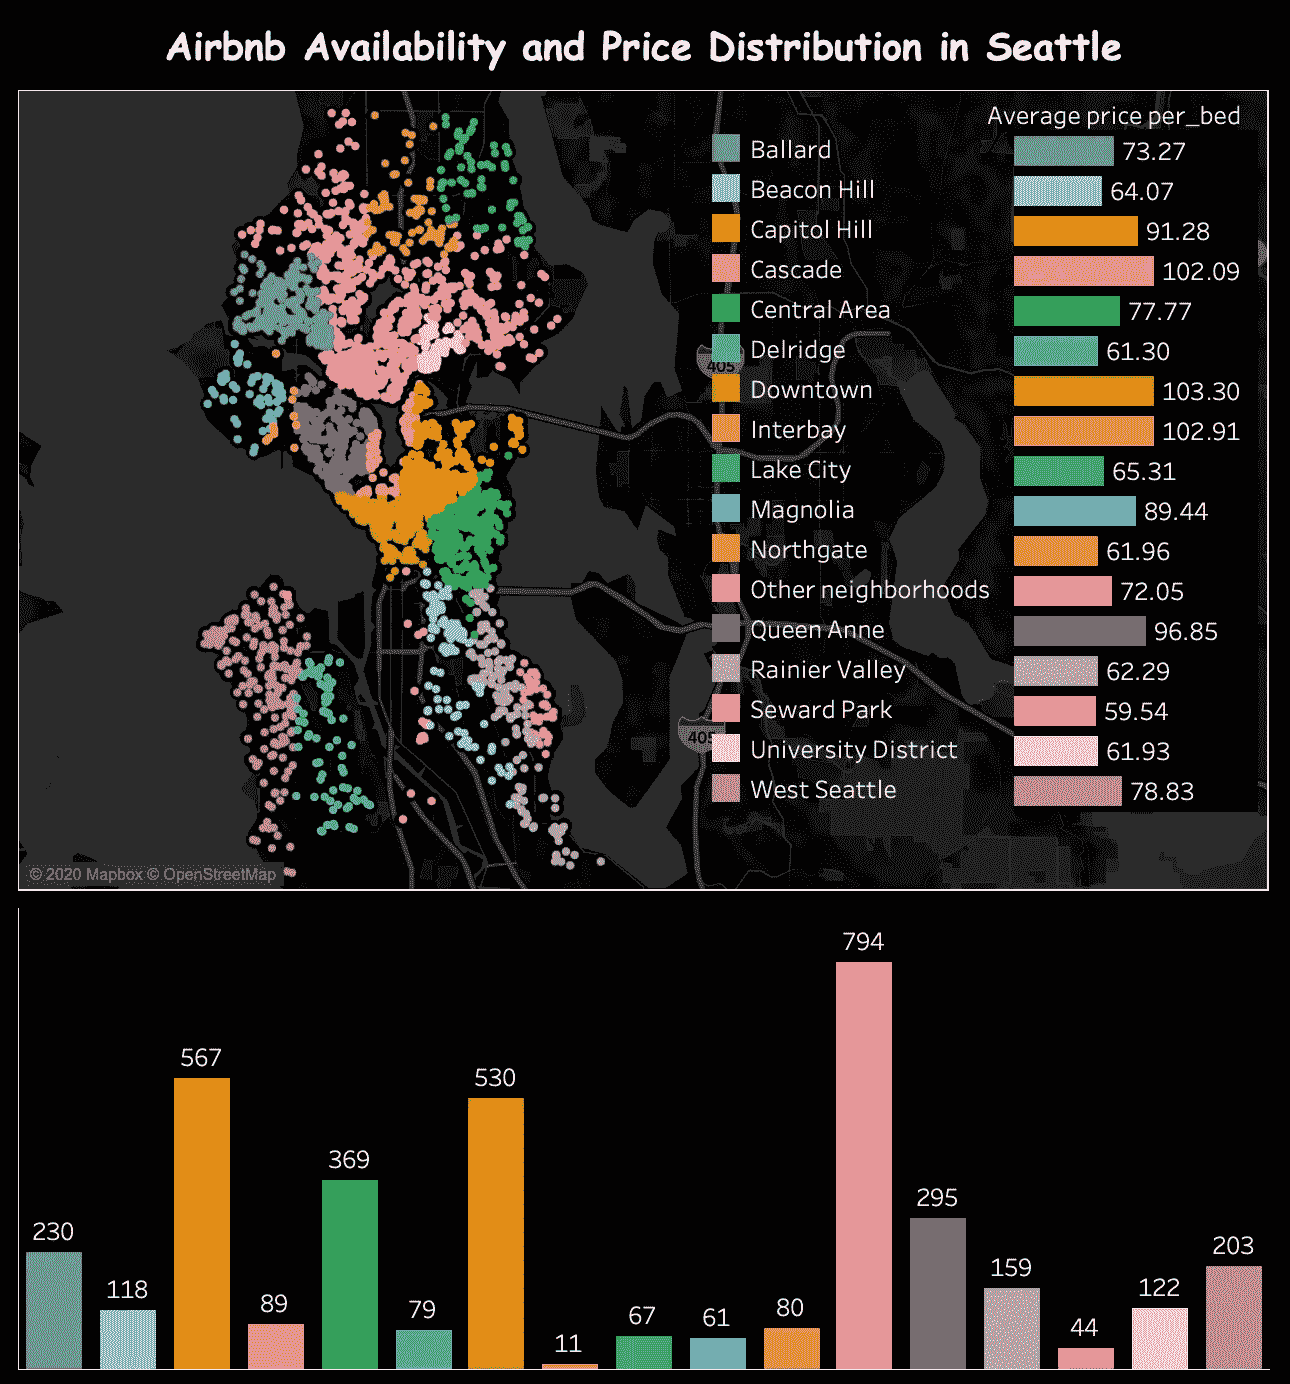 Airbnb Availability and Price Distribution in Seattle
Average price per_bed
Ballard 73.27
Beacon Hill 64.07
Capitol Hill 91.28
Cascade 102.09
Central Area 77.77
Delridge 61.30
405
Downtown 103.30
Interbay 102.91
Lake City 65.31
Magnolia 89.44
Northgate 61.96
Other neighborhoods 72.05
Queen Anne 96.85
Rainier Valley 62.29
Seward Park 59.54
405
University District 61.93
West Seattle 78.83
© 2020 Mapbox © OpenStreetMap
230 118 567 89 369 79 530 11 67 61 80 794 295 159 44 122 203